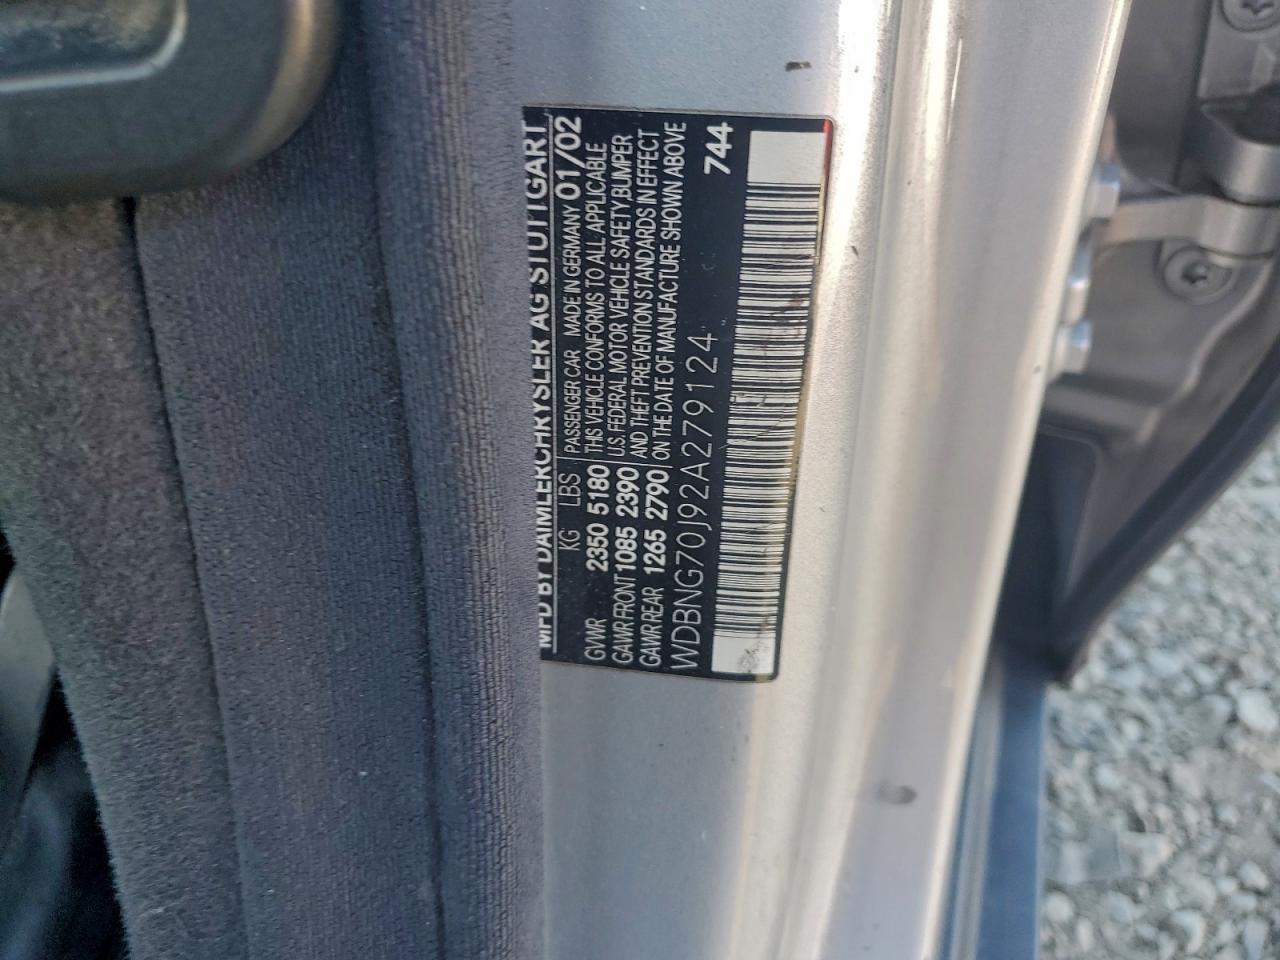 MFD BY DAIMLERCHRYSLER AG STUTTGART
KG LBS PASSENGER CAR MADE IN GERMANY 01/02
GVWR 2350 5180 THIS VEHICLE CONFORMS TO ALL APPLICABLE
GAWR FRONT 1085 2390 U.S. FEDERAL MOTOR VEHICLE SAFETY,BUMPER
GAWR REAR 1265 2790 AND THEFT PREVENTION STANDARDS IN EFFECT
ON THE DATE OF MANUFACTURE SHOWN ABOVE
WDBNG70J92A279124 744